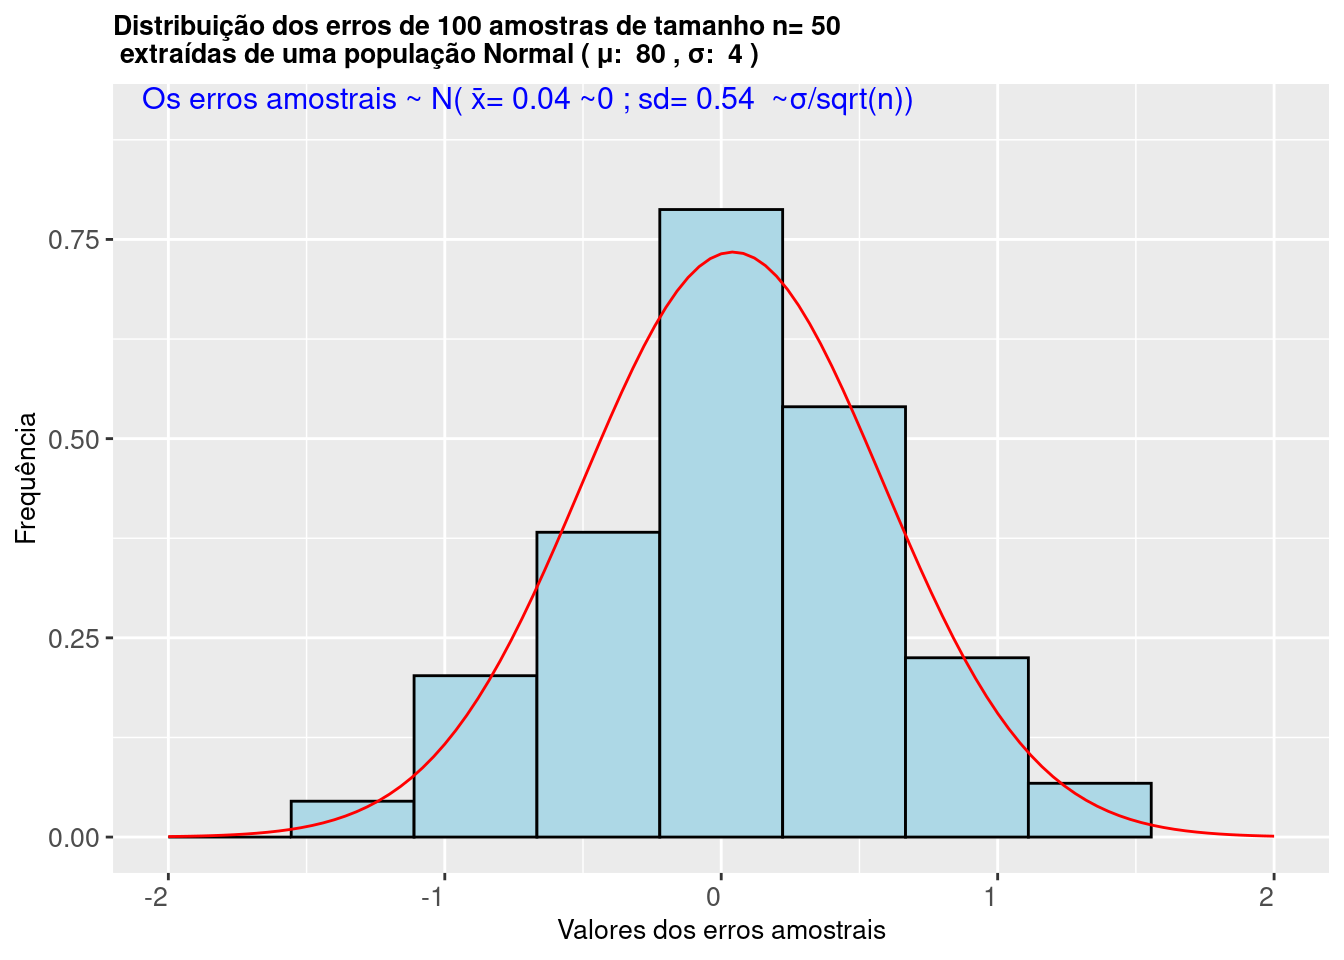 Distribuição dos erros de 100 amostras de tamanho n= 50
extraídas de uma população Normal ( μ:  80 , σ:  4 )
Os erros amostrais ~ N( x̄= 0.04 ~0 ; sd= 0.54  ~σ/sqrt(n))
Frequência
0.75
0.50
0.25
0.00
-2
-1
0
1
2
Valores dos erros amostrais